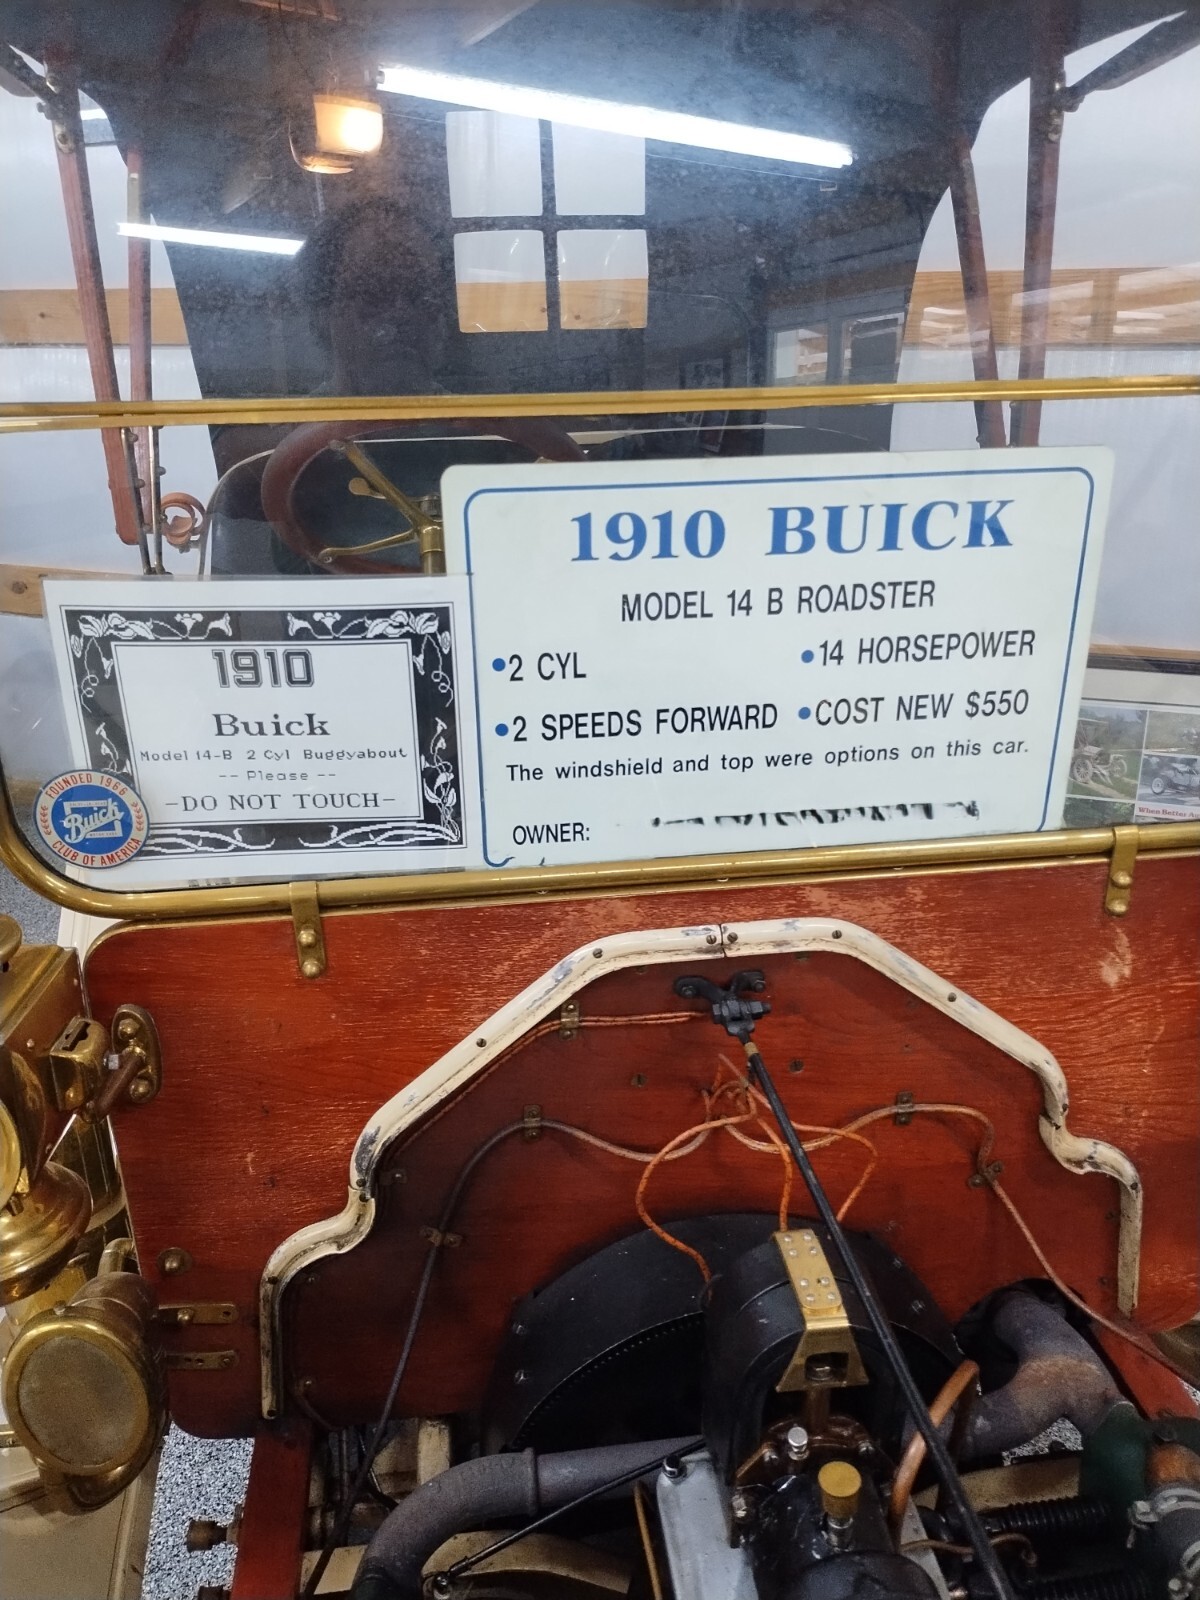 1910 BUICK
MODEL 14 B ROADSTER
•2 CYL •14 HORSEPOWER
•2 SPEEDS FORWARD •COST NEW $550
The windshield and top were options on this car.
OWNER:
1910
Buick
Model 14-B 2 Cyl Buggyabout
-- Please --
-DO NOT TOUCH-
FOUNDED 1966
Buick
CLUB OF AMERICA
When Better